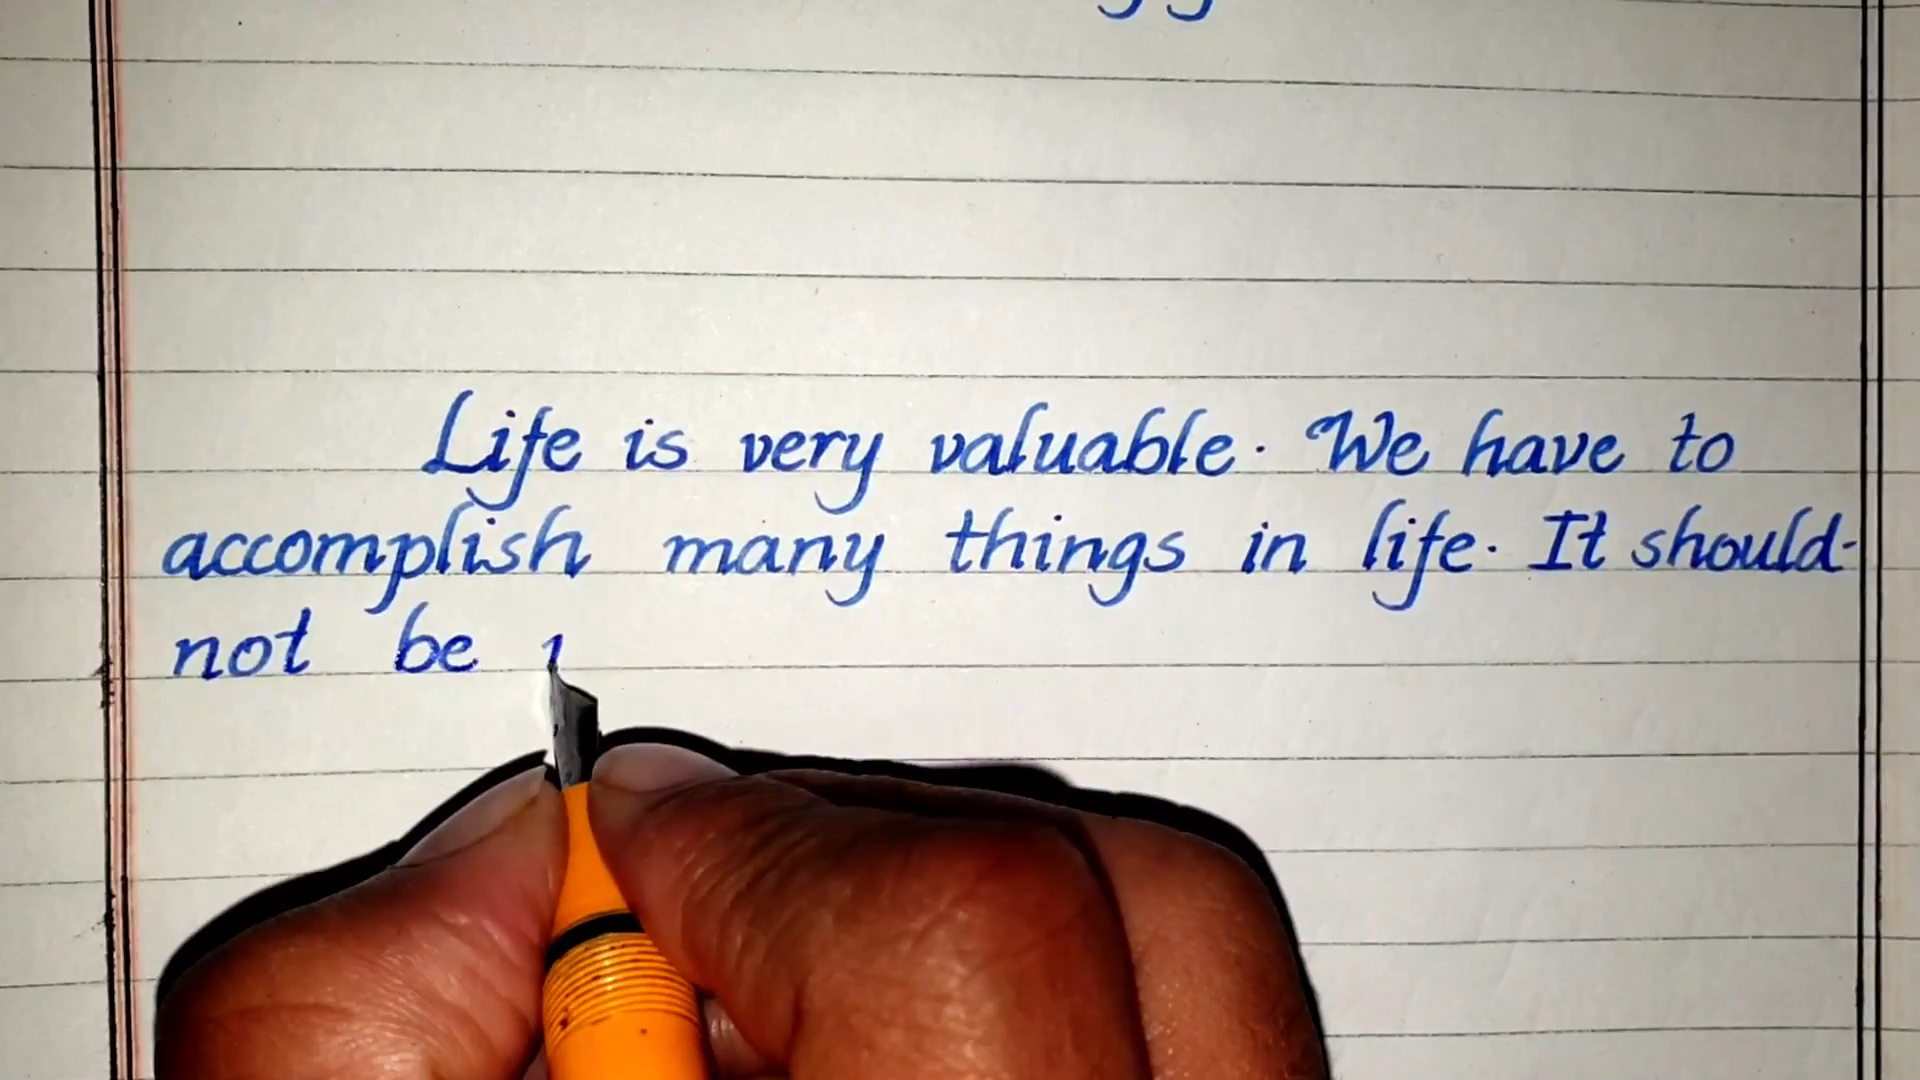 Life is very valuable. We have to
accomplish many things in life. It should-
not be